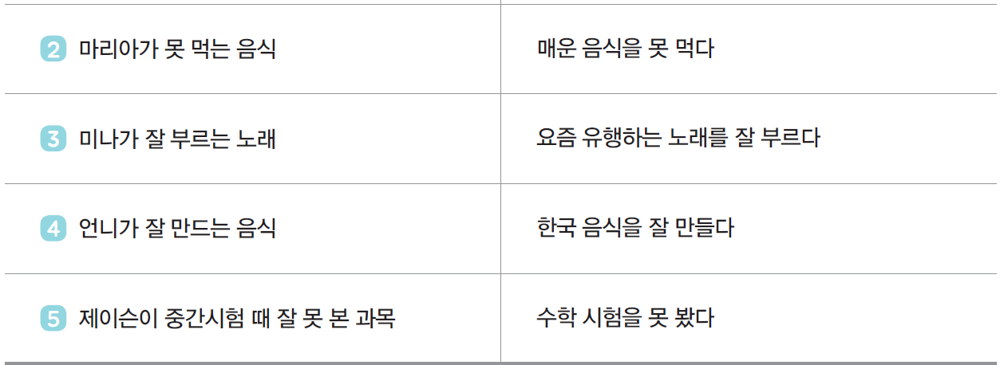 2 마리아가 못 먹는 음식
매운 음식을 못 먹다
3 미나가 잘 부르는 노래
요즘 유행하는 노래를 잘 부르다
4 언니가 잘 만드는 음식
한국 음식을 잘 만들다
5 제이슨이 중간시험 때 잘 못 본 과목
수학 시험을 못 봤다